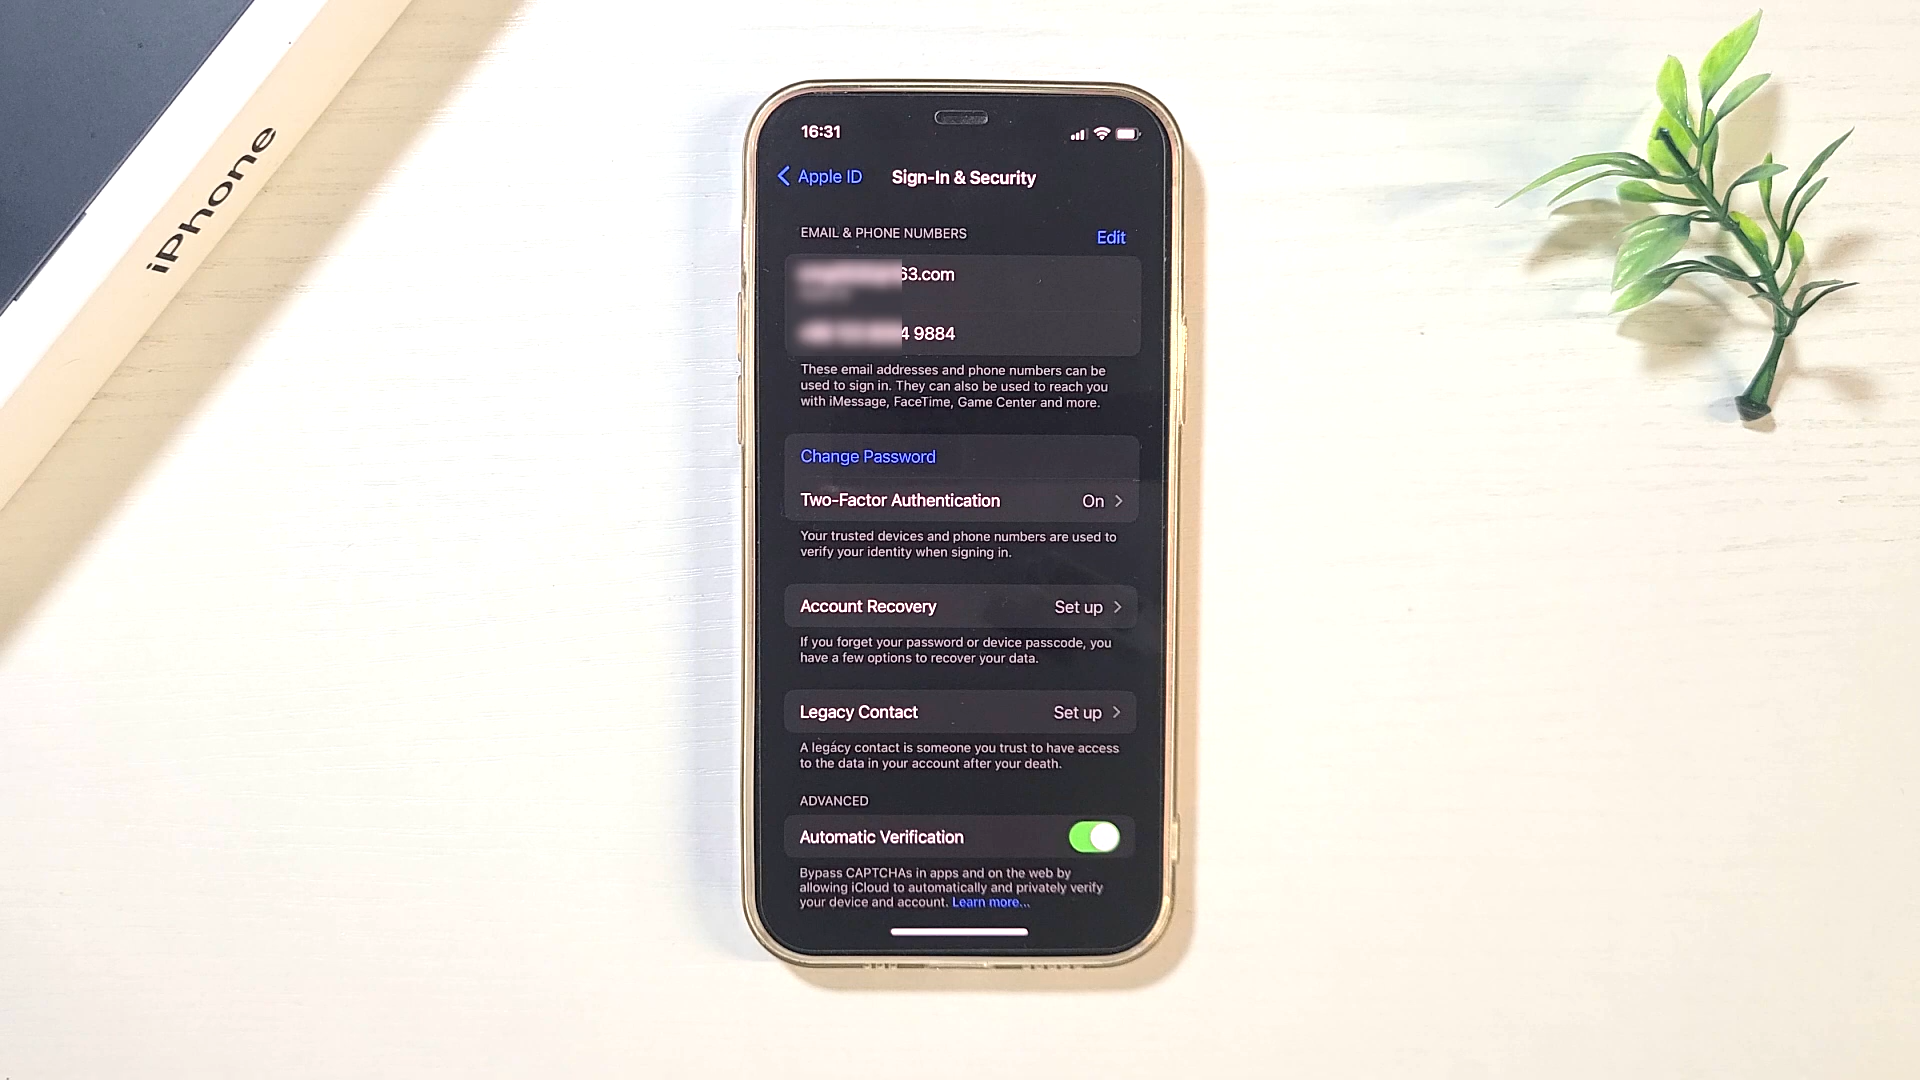 iPhone
16:31
Apple ID Sign-In & Security
EMAIL & PHONE NUMBERS Edit
63.com
4 9884
These email addresses and phone numbers can be
used to sign in. They can also be used to reach you
with iMessage, FaceTime, Game Center and more.
Change Password
Two-Factor Authentication On
Your trusted devices and phone numbers are used to
verify your identity when signing in.
Account Recovery Set up
If you forget your password or device passcode, you
have a few options to recover your data.
Legacy Contact Set up
A legacy contact is someone you trust to have access
to the data in your account after your death.
ADVANCED
Automatic Verification
Bypass CAPTCHAs in apps and on the web by
allowing iCloud to automatically and privately verify
your device and account. Learn more...